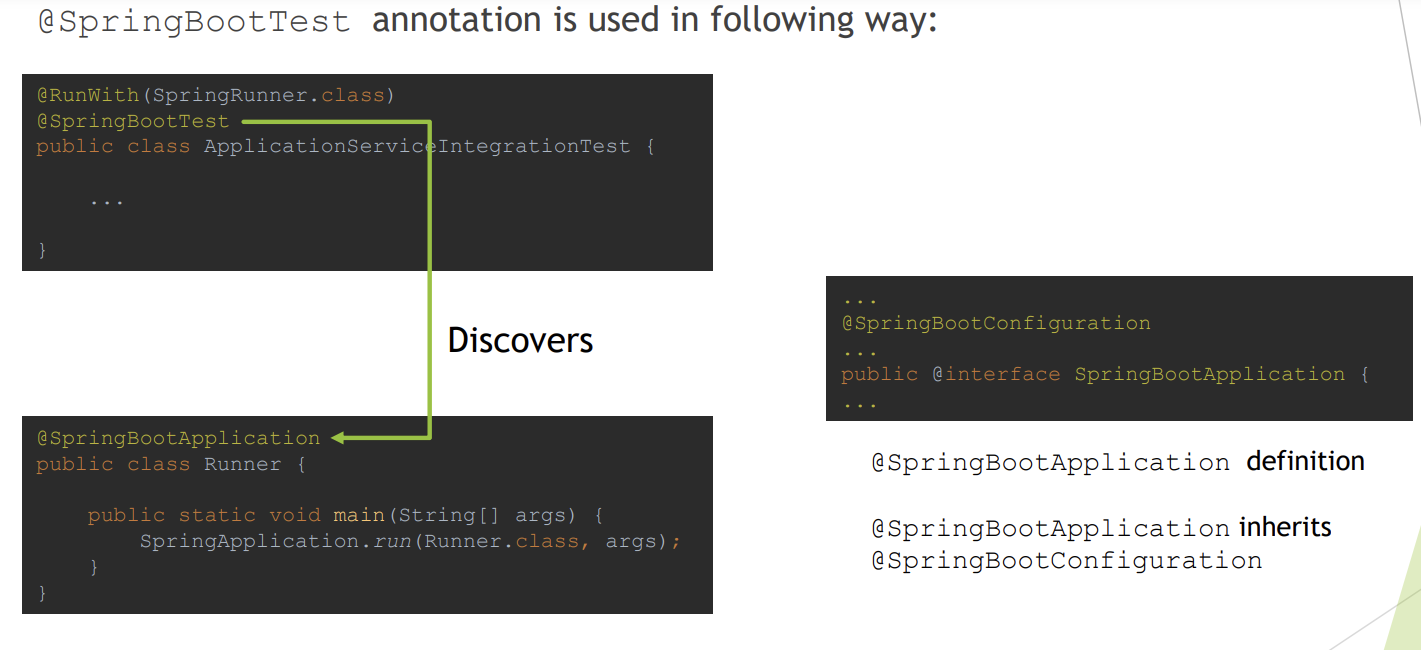 @SpringBootTest annotation is used in following way:
@RunWith(SpringRunner.class)
@SpringBootTest
public class ApplicationServiceIntegrationTest {
...
}
Discovers
@SpringBootApplication
public class Runner {
public static void main(String[] args) {
SpringApplication.run(Runner.class, args);
}
}
...
@SpringBootConfiguration
...
public @interface SpringBootApplication {
...
@SpringBootApplication definition
@SpringBootApplication inherits
@SpringBootConfiguration